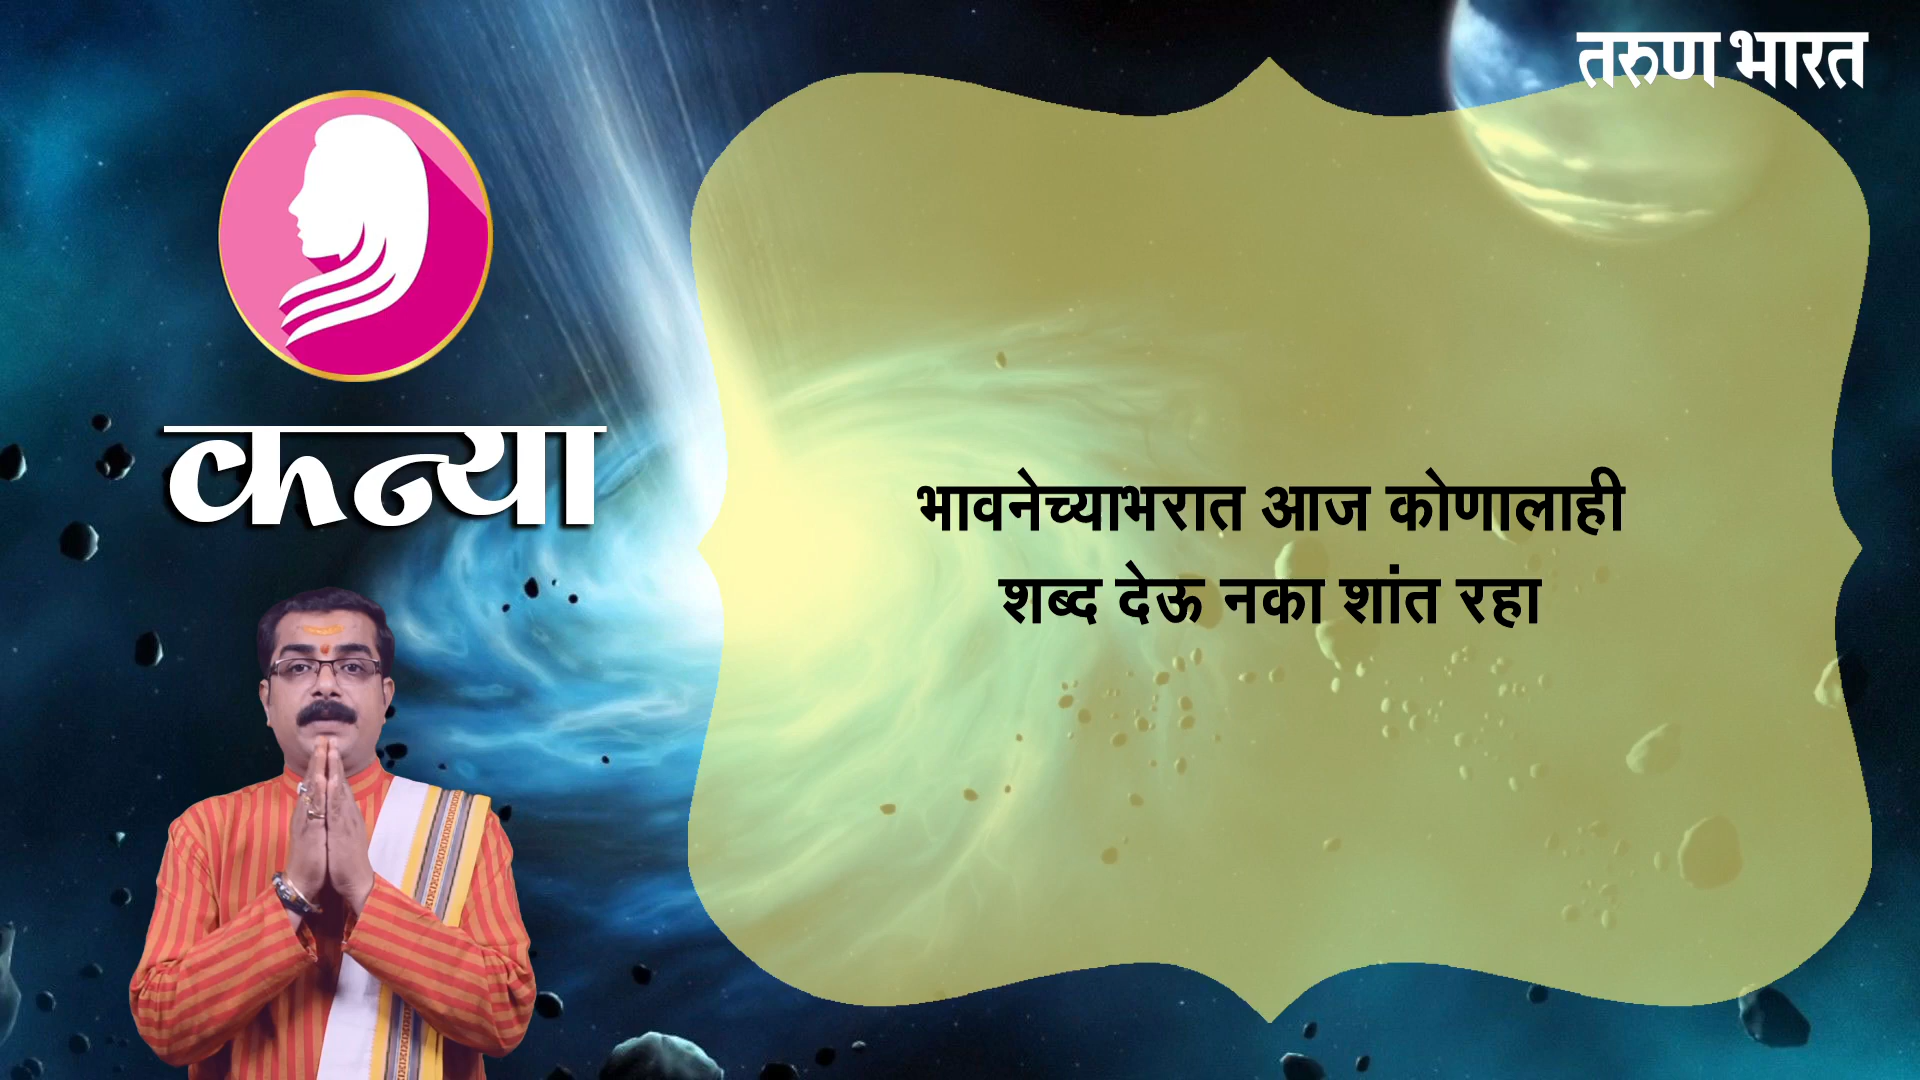 तरुण भारत
कन्या
भावनेच्याभरात आज कोणालाही
शब्द देऊ नका शांत रहा